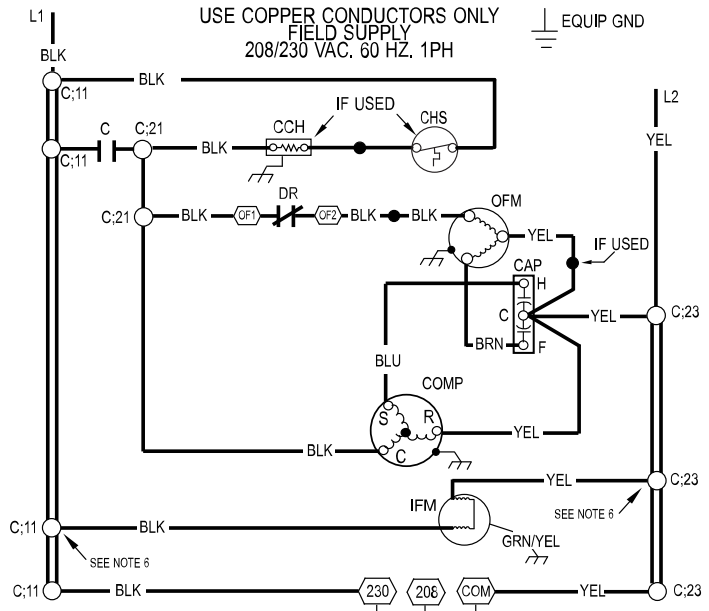 L1
USE COPPER CONDUCTORS ONLY
FIELD SUPPLY
208/230 VAC. 60 HZ. 1PH
EQUIP GND
BLK
C;11
BLK
L2
IF USED
CCH
CHS
C
C;21
C;11
BLK
YEL
DR
OFM
C;21
BLK
OF1
OF2
BLK
BLK
YEL
IF USED
CAP
H
C
YEL
C;23
BRN
F
BLU
COMP
S
R
YEL
C
BLK
YEL
C;23
IFM
SEE NOTE 6
C;11
BLK
GRN/YEL
SEE NOTE 6
C;11
BLK
230
208
COM
YEL
C;23